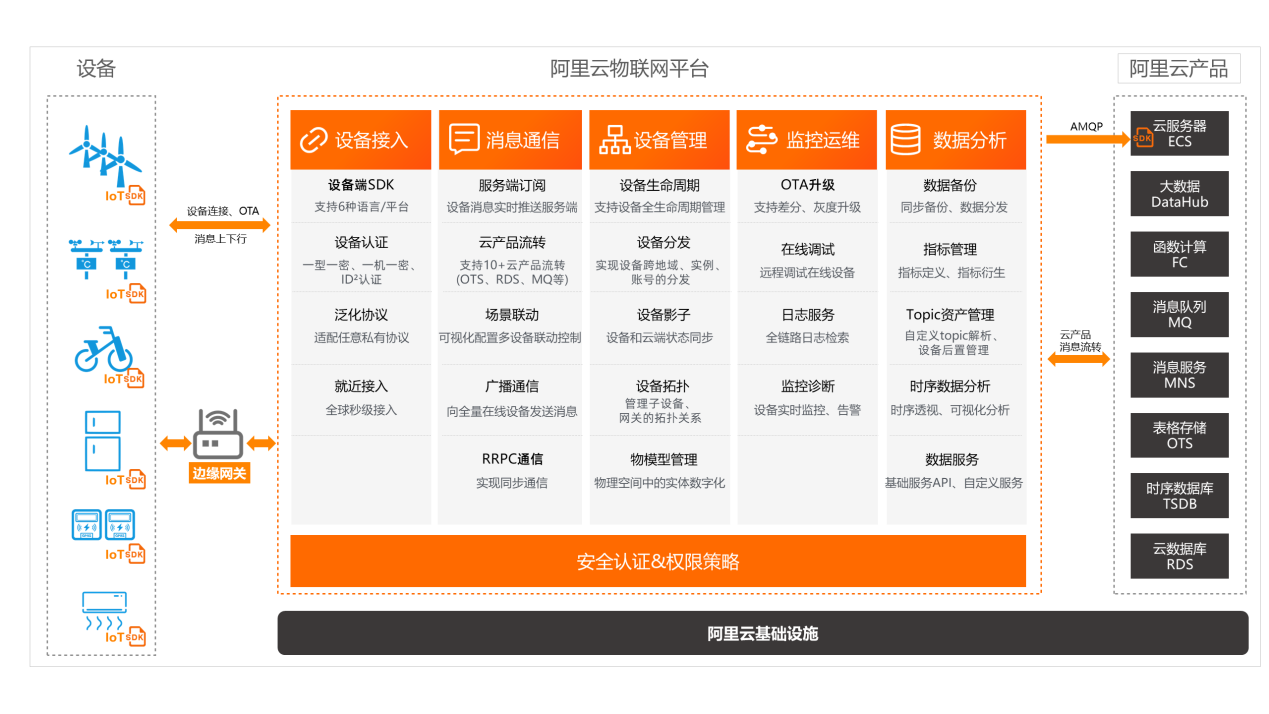 设备
阿里云物联网平台
阿里云产品
IoT SDK
IoT SDK
IoT SDK
IoT SDK
IoT SDK
IoT SDK
设备连接、OTA
消息上下行
边缘网关
设备接入
设备端SDK
支持6种语言/平台
设备认证
一型一密、一机一密、
ID²认证
泛化协议
适配任意私有协议
就近接入
全球秒级接入
消息通信
服务端订阅
设备消息实时推送服务端
云产品流转
支持10+云产品流转
(OTS、RDS、MQ等)
场景联动
可视化配置多设备联动控制
广播通信
向全量在线设备发送消息
RRPC通信
实现同步通信
设备管理
设备生命周期
支持设备全生命周期管理
设备分发
实现设备跨地域、实例、
账号的分发
设备影子
设备和云端状态同步
设备拓扑
管理子设备、
网关的拓扑关系
物模型管理
物理空间中的实体数字化
监控运维
OTA升级
支持差分、灰度升级
在线调试
远程调试在线设备
日志服务
全链路日志检索
监控诊断
设备实时监控、告警
数据分析
数据备份
同步备份、数据分发
指标管理
指标定义、指标衍生
Topic资产管理
自定义topic解析、
设备后置管理
时序数据分析
时序透视、可视化分析
数据服务
基础服务API、自定义服务
安全认证&权限策略
阿里云基础设施
AMQP
云产品
消息流转
SDK
云服务器
ECS
大数据
DataHub
函数计算
FC
消息队列
MQ
消息服务
MNS
表格存储
OTS
时序数据库
TSDB
云数据库
RDS